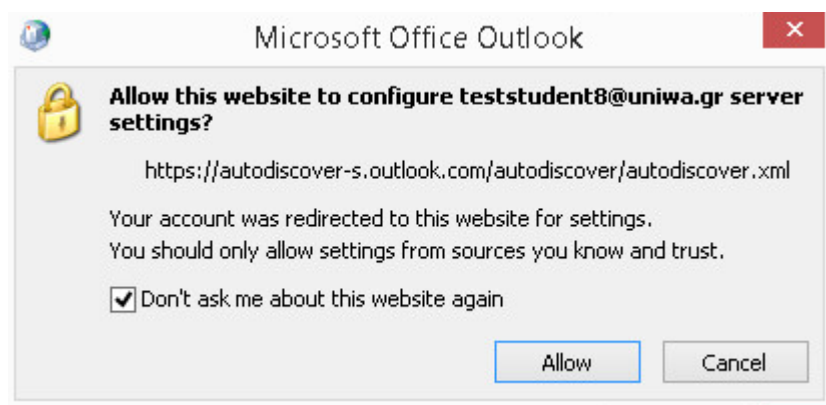 Microsoft Office Outlook
Allow this website to configure teststudent8@uniwa.gr server
settings?
https://autodiscover-s.outlook.com/autodiscover/autodiscover.xml
Your account was redirected to this website for settings.
You should only allow settings from sources you know and trust.
Don't ask me about this website again
Allow Cancel